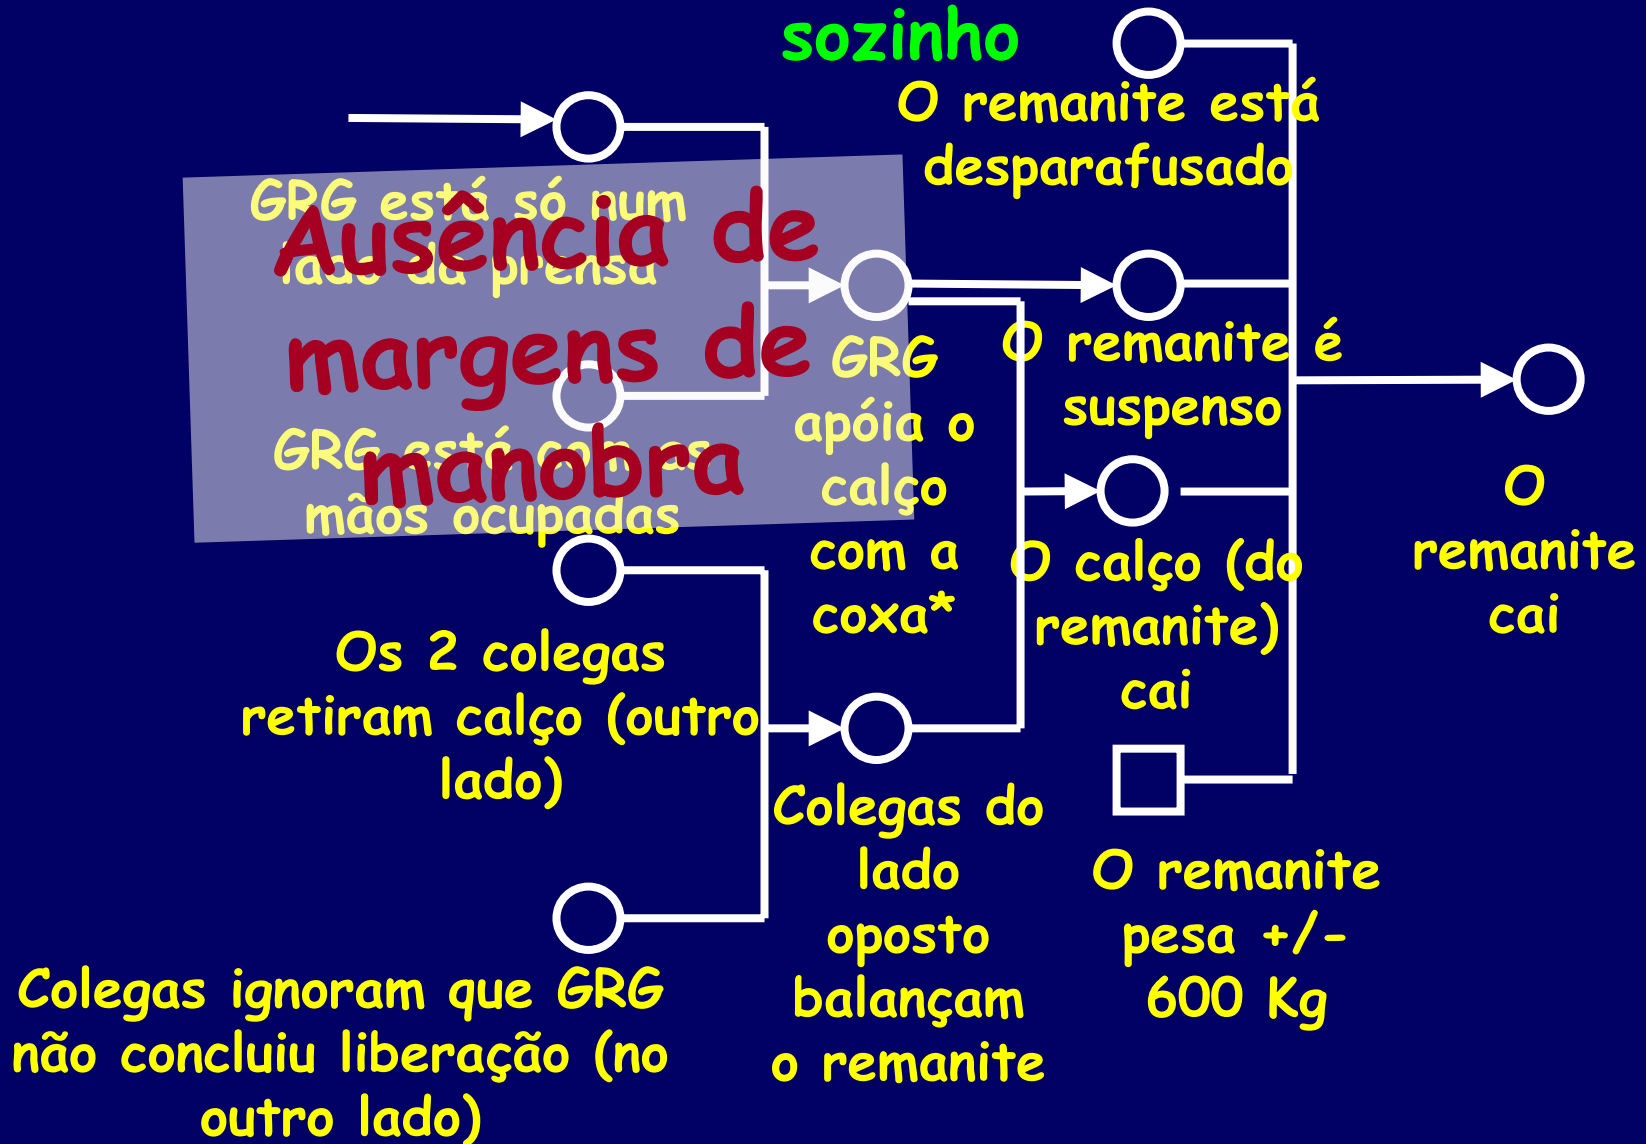 sozinho
O remanite está
desparafusado
GRG está só num
lado da prensa
Ausência de
margens de
manobra
GRG está com as
mãos ocupadas
GRG
apóia o
calço
com a
coxa*
O remanite é
suspenso
O calço (do
remanite)
cai
O
remanite
cai
Os 2 colegas
retiram calço (outro
lado)
Colegas do
lado
oposto
balançam
o remanite
O remanite
pesa +/-
600 Kg
Colegas ignoram que GRG
não concluiu liberação (no
outro lado)